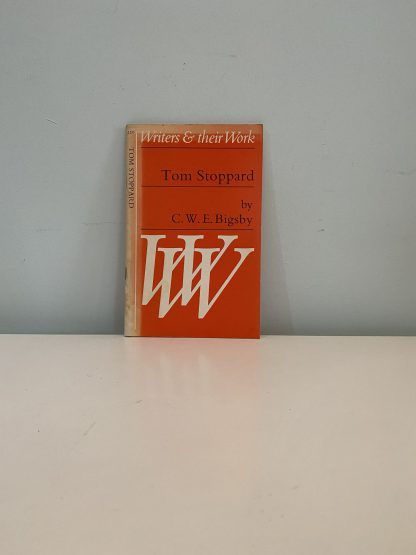 Writers & their Work
Tom Stoppard
by
C. W. E. Bigsby
WW
TOM STOPPARD